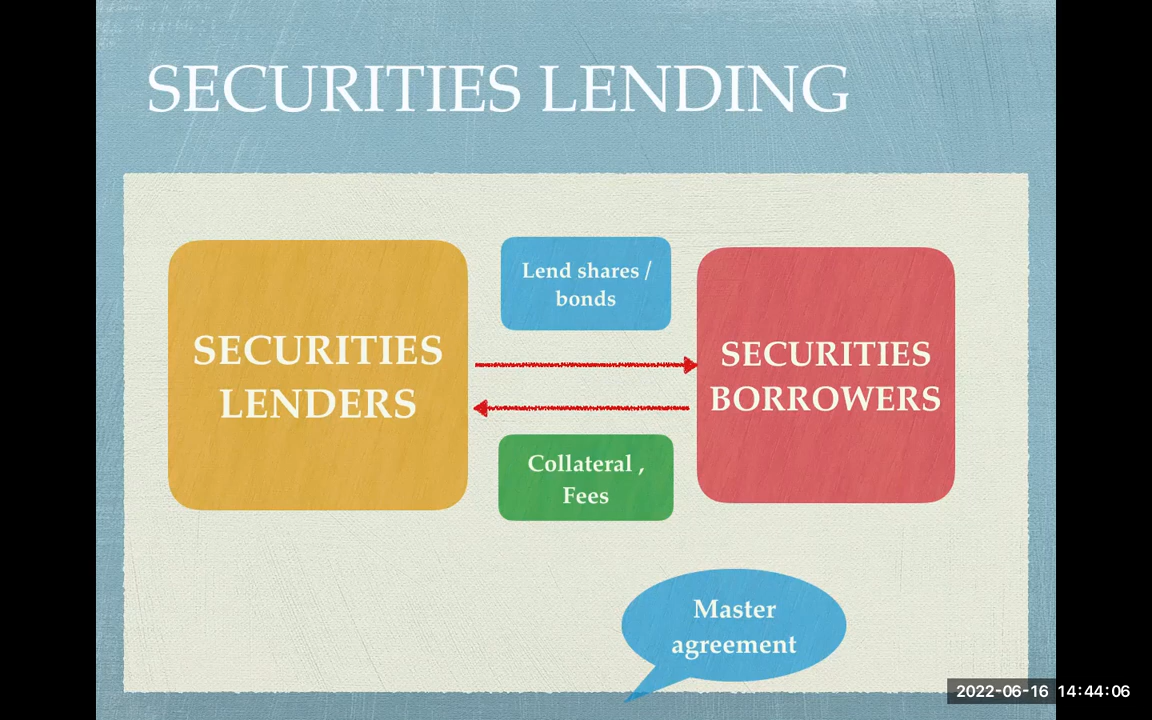 SECURITIES LENDING
Lend shares /
bonds
SECURITIES
LENDERS
SECURITIES
BORROWERS
Collateral ,
Fees
Master
agreement
2022-06-16 14:44:06